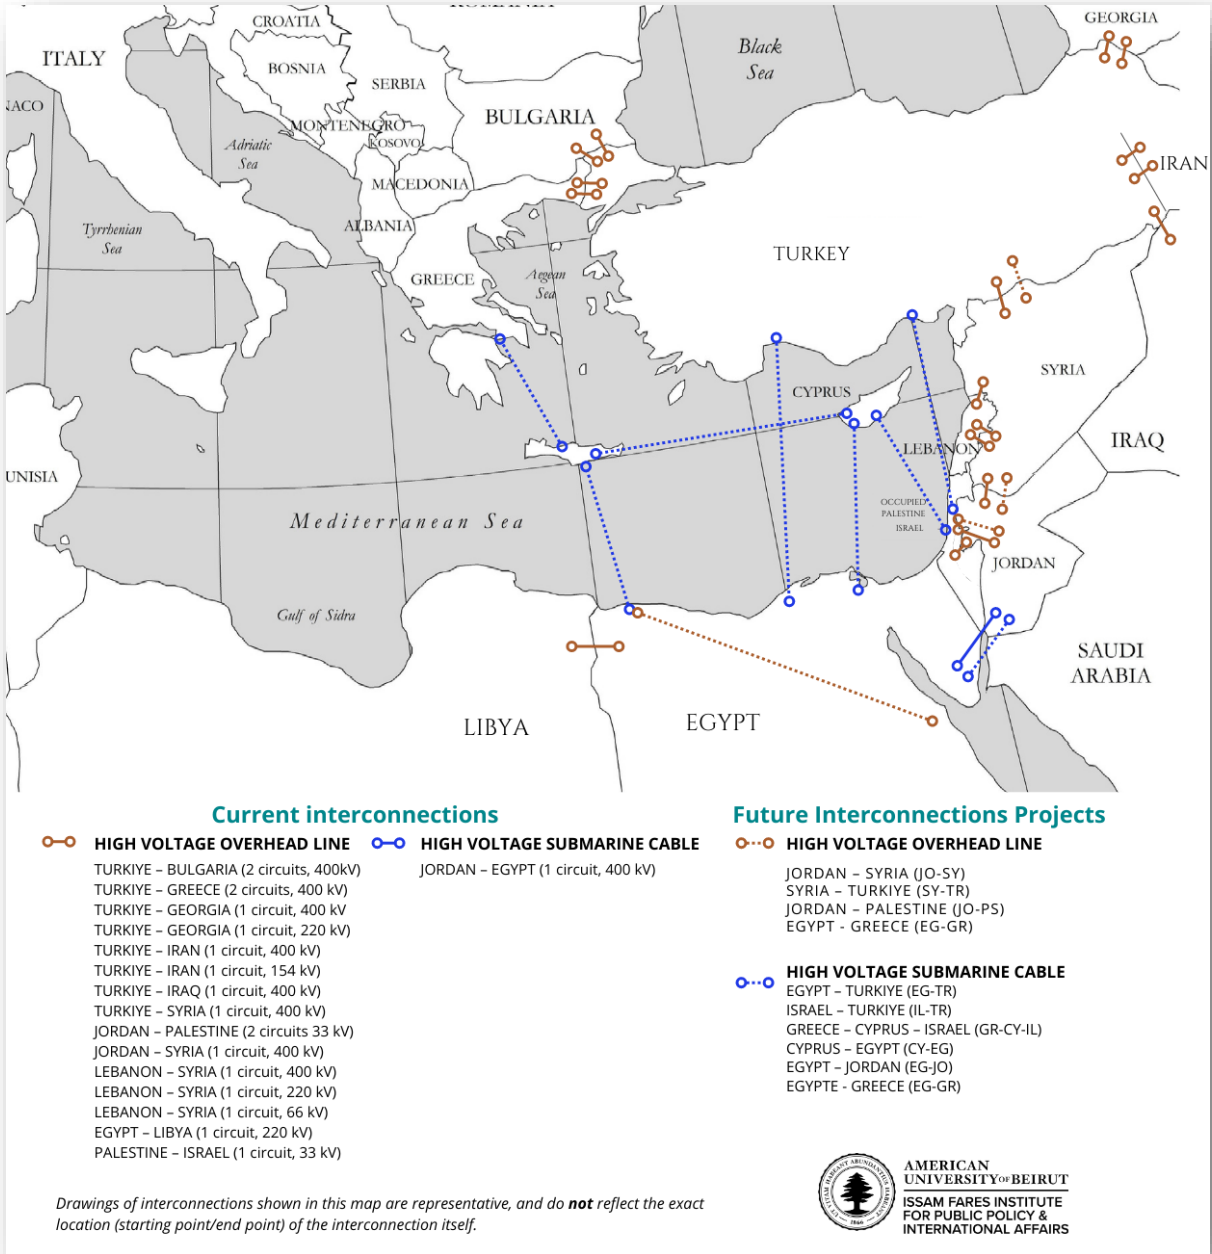 ROMANIA
CROATIA
GEORGIA
ITALY
BOSNIA
Black
Sea
SERBIA
NACO
BULGARIA
MONTENEGRO
KOSOVO
Adriatic
Sea
IRAN
MACEDONIA
ALBANIA
Tyrrhenian
Sea
TURKEY
GREECE
Aegean
Sea
SYRIA
CYPRUS
IRAQ
LEBANON
UNISIA
OCCUPIED
PALESTINE
ISRAEL
Mediterranean Sea
JORDAN
Gulf of Sidra
SAUDI
ARABIA
LIBYA
EGYPT
Current interconnections
HIGH VOLTAGE OVERHEAD LINE
TURKIYE – BULGARIA (2 circuits, 400kV)
TURKIYE – GREECE (2 circuits, 400 kV)
TURKIYE – GEORGIA (1 circuit, 400 kV
TURKIYE – GEORGIA (1 circuit, 220 kV)
TURKIYE – IRAN (1 circuit, 400 kV)
TURKIYE – IRAN (1 circuit, 154 kV)
TURKIYE – IRAQ (1 circuit, 400 kV)
TURKIYE – SYRIA (1 circuit, 400 kV)
JORDAN – PALESTINE (2 circuits 33 kV)
JORDAN – SYRIA (1 circuit, 400 kV)
LEBANON – SYRIA (1 circuit, 400 kV)
LEBANON – SYRIA (1 circuit, 220 kV)
LEBANON – SYRIA (1 circuit, 66 kV)
EGYPT – LIBYA (1 circuit, 220 kV)
PALESTINE – ISRAEL (1 circuit, 33 kV)
HIGH VOLTAGE SUBMARINE CABLE
JORDAN – EGYPT (1 circuit, 400 kV)
Future Interconnections Projects
HIGH VOLTAGE OVERHEAD LINE
JORDAN – SYRIA (JO-SY)
SYRIA – TURKIYE (SY-TR)
JORDAN – PALESTINE (JO-PS)
EGYPT - GREECE (EG-GR)
HIGH VOLTAGE SUBMARINE CABLE
EGYPT – TURKIYE (EG-TR)
ISRAEL – TURKIYE (IL-TR)
GREECE – CYPRUS – ISRAEL (GR-CY-IL)
CYPRUS – EGYPT (CY-EG)
EGYPT – JORDAN (EG-JO)
EGYPTE - GREECE (EG-GR)
Drawings of interconnections shown in this map are representative, and do not reflect the exact
location (starting point/end point) of the interconnection itself.
1866
AMERICAN
UNIVERSITY OF BEIRUT
ISSAM FARES INSTITUTE
FOR PUBLIC POLICY &
INTERNATIONAL AFFAIRS